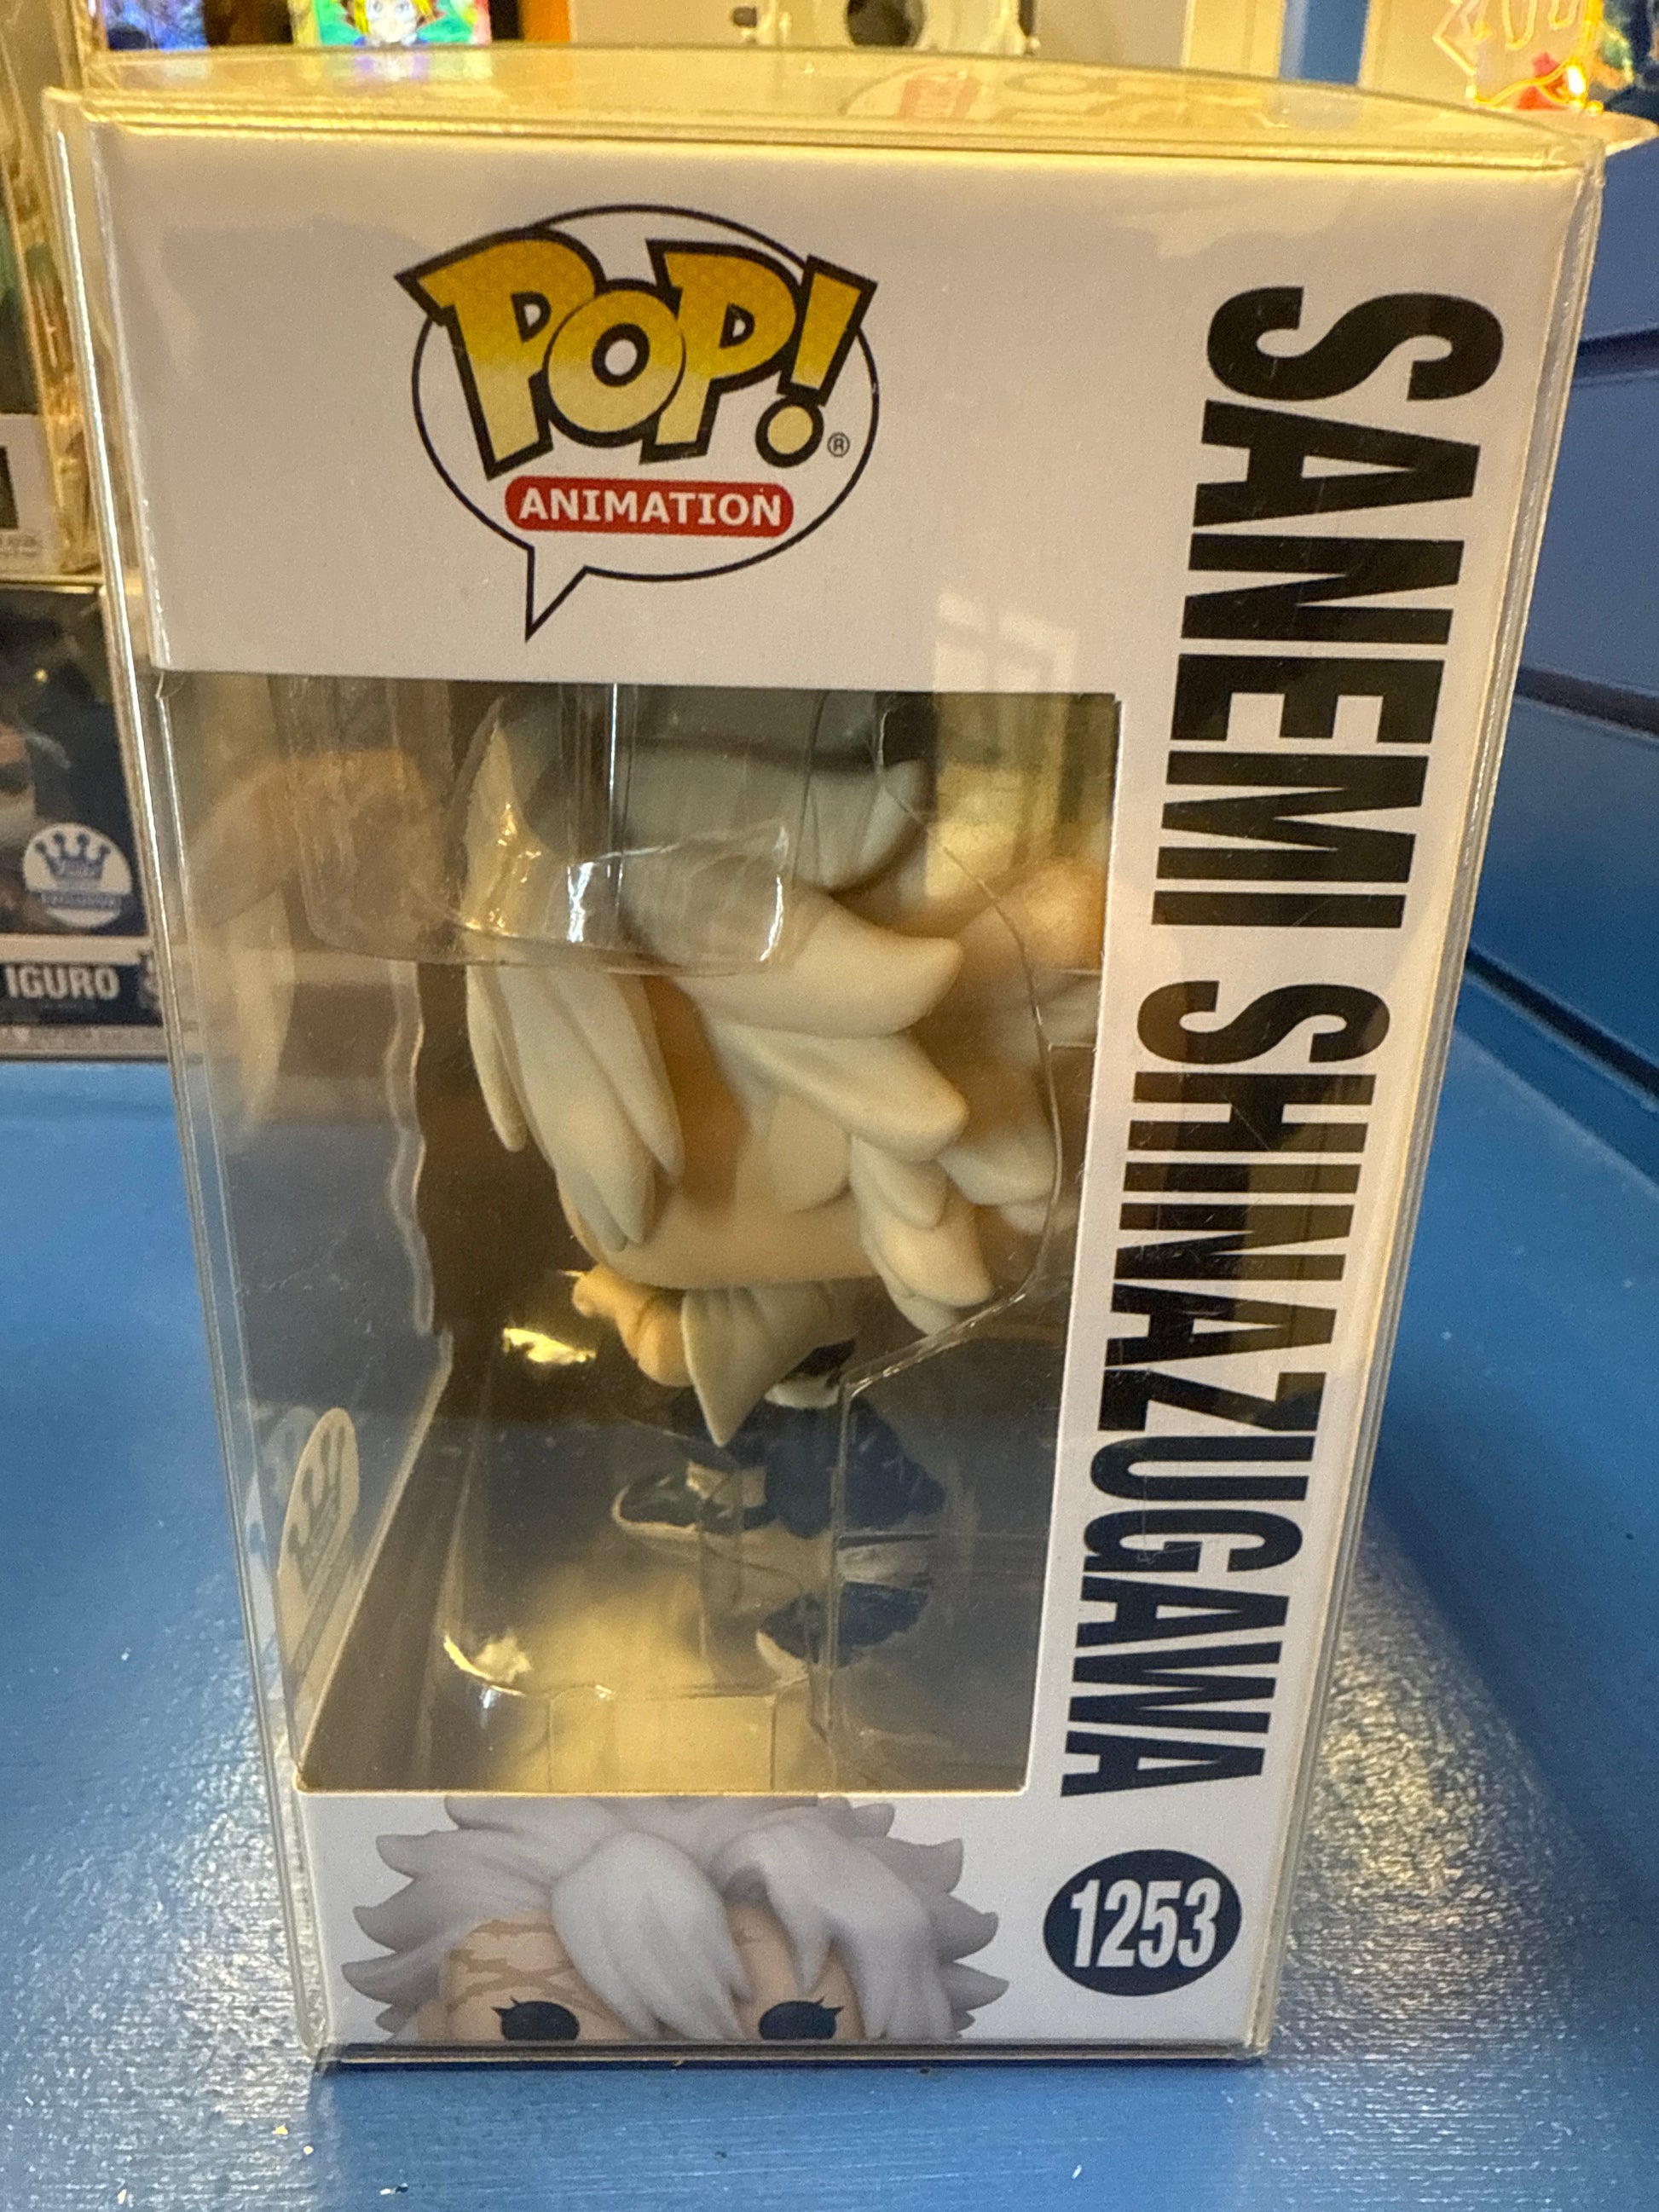 POP!®
ANIMATION
SANEMI SHINAZUGAWA
1253
IGURO